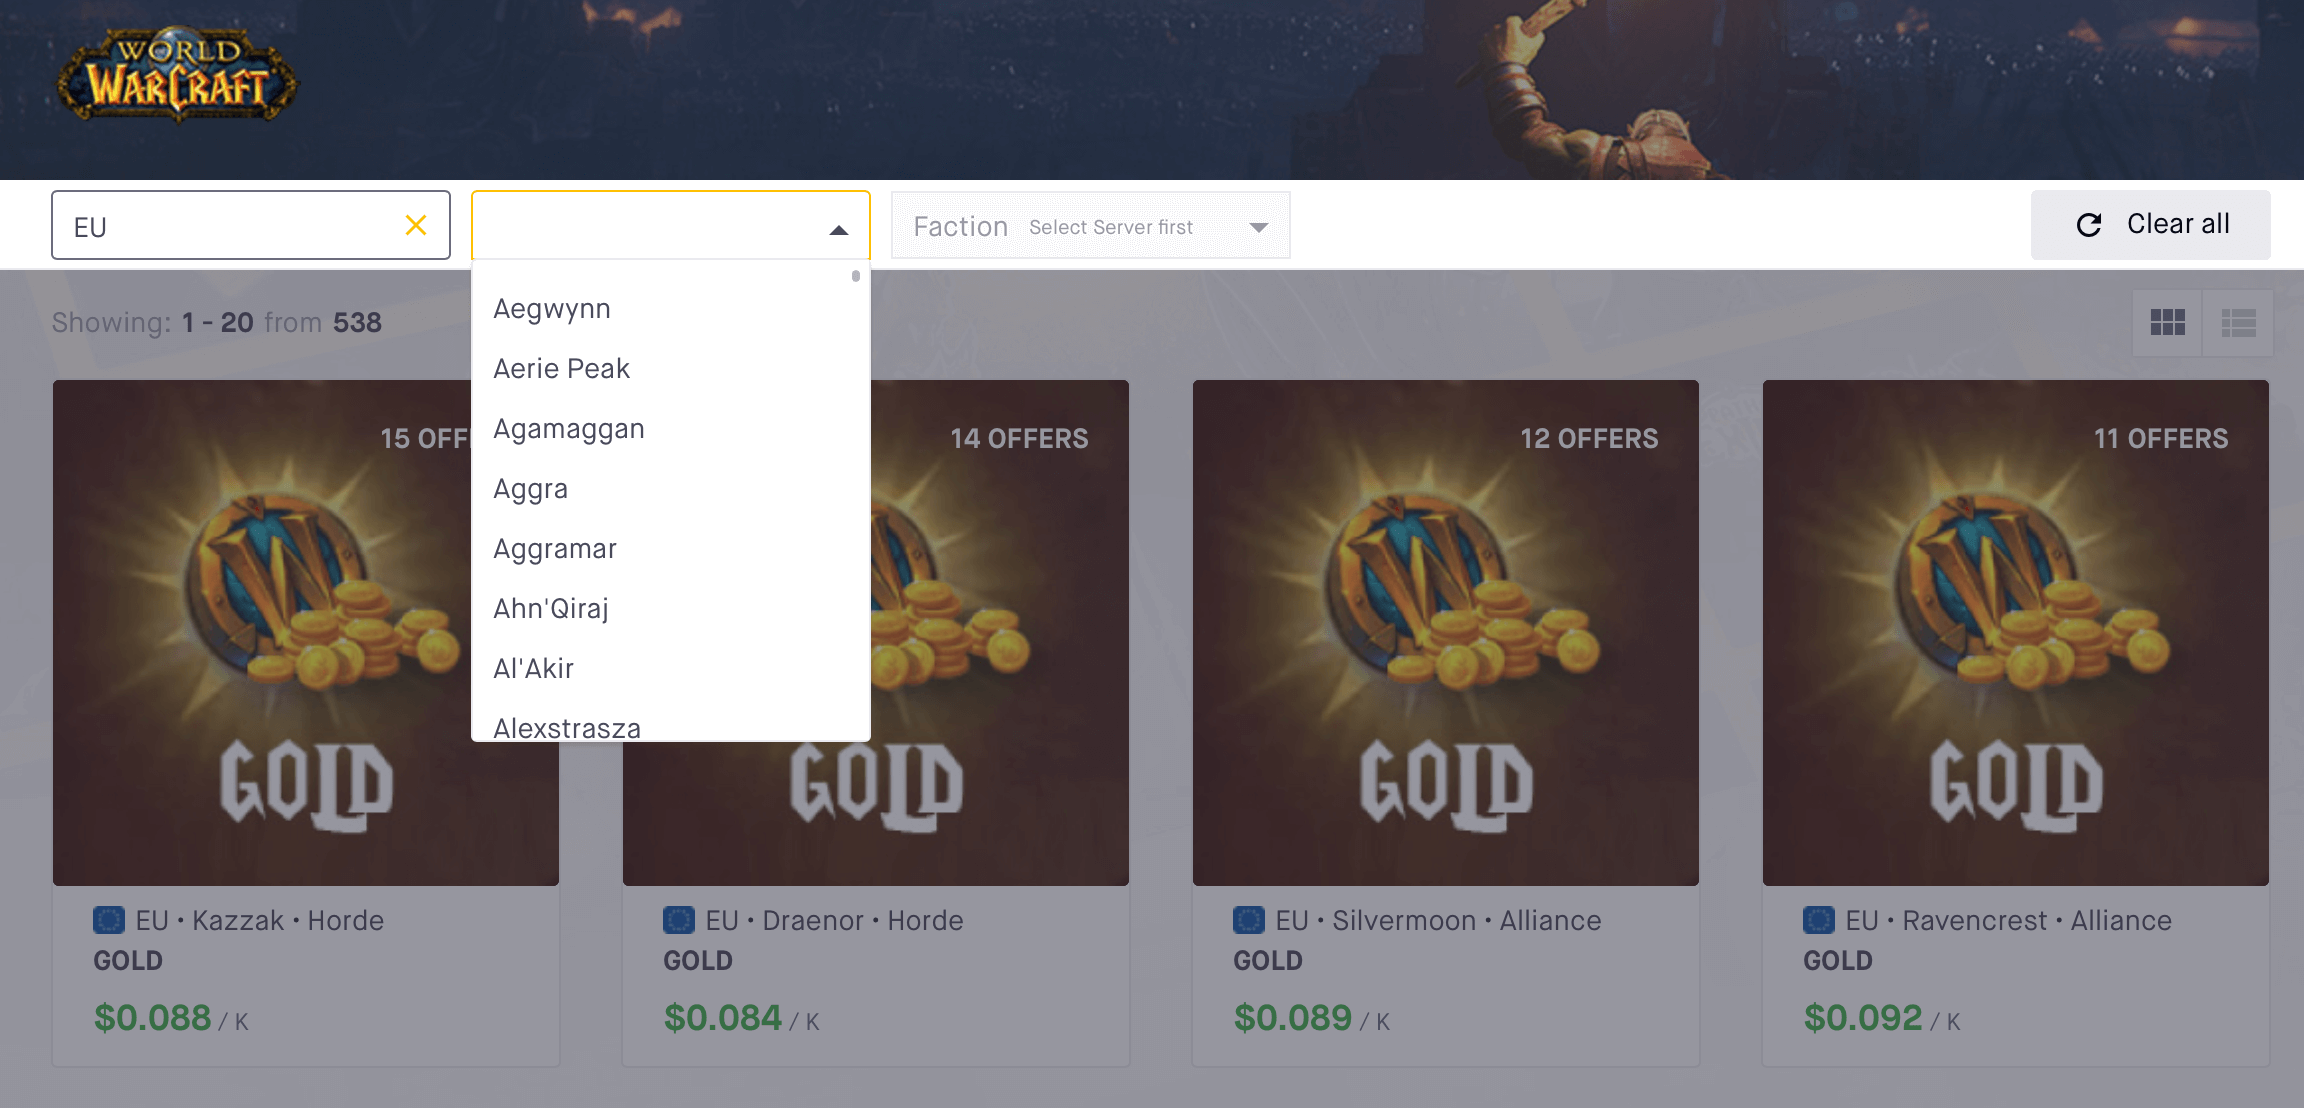 WORLD
WARCRAFT
EU
Faction Select Server first
Clear all
Showing: 1 - 20 from 538
Aegwynn
Aerie Peak
Agamaggan
Aggra
Aggramar
Ahn'Qiraj
Al'Akir
Alexstrasza
15 OFF
14 OFFERS
12 OFFERS
11 OFFERS
GOLD
GOLD
GOLD
GOLD
EU • Kazzak • Horde
GOLD
$0.088 / K
EU • Draenor • Horde
GOLD
$0.084 / K
EU • Silvermoon • Alliance
GOLD
$0.089 / K
EU • Ravencrest • Alliance
GOLD
$0.092 / K